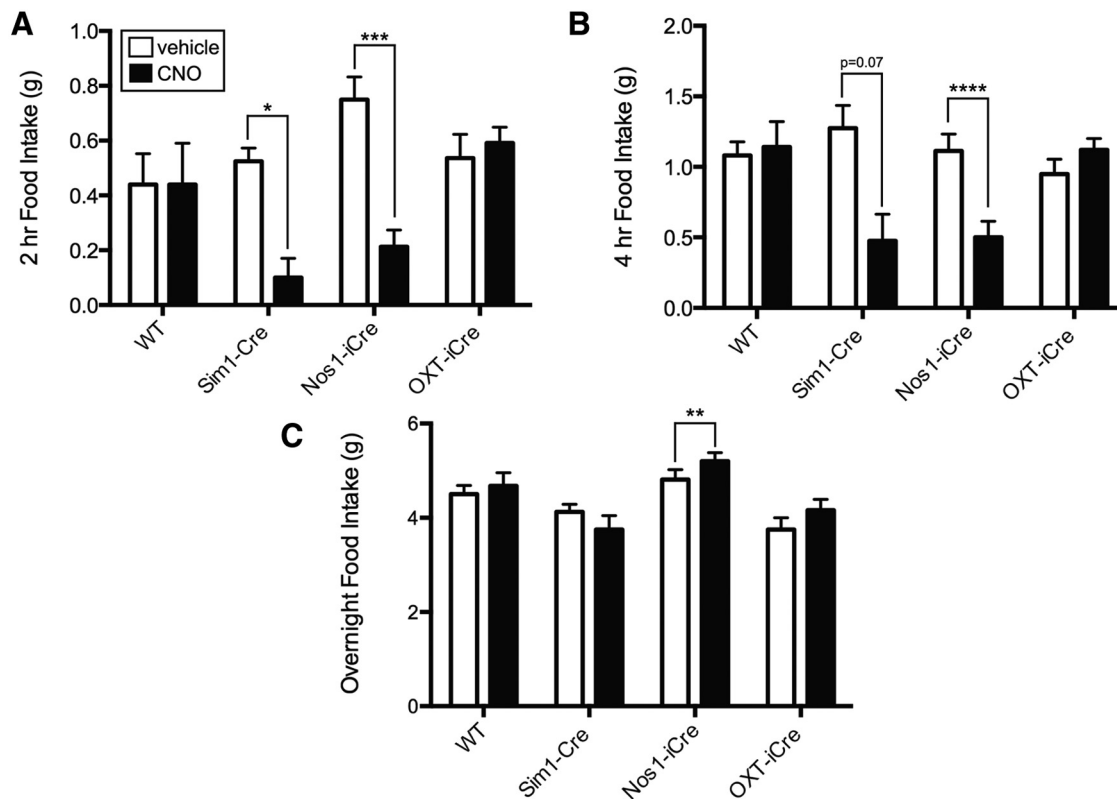 A
vehicle
CNO
2 hr Food Intake (g)
1.0
0.8
0.6
0.4
0.2
0.0
*
***
WT
Sim1-Cre
Nos1-iCre
OXT-iCre
B
4 hr Food Intake (g)
2.0
1.5
1.0
0.5
0.0
p=0.07
****
WT
Sim1-Cre
Nos1-iCre
OXT-iCre
C
Overnight Food Intake (g)
6
4
2
0
**
WT
Sim1-Cre
Nos1-iCre
OXT-iCre